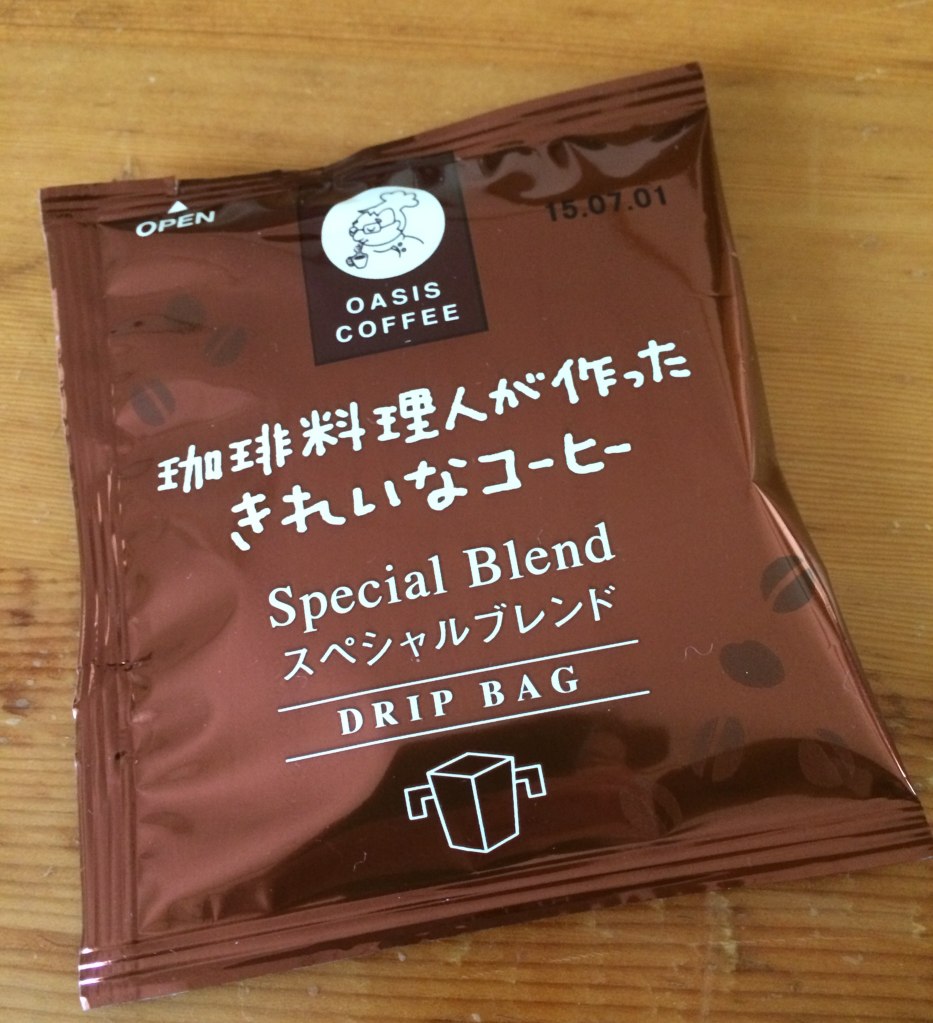 OPEN
15.07.01
OASIS
COFFEE
珈琲料理人が作った
きれいなコーヒー
Special Blend
スペシャルブレンド
DRIP BAG